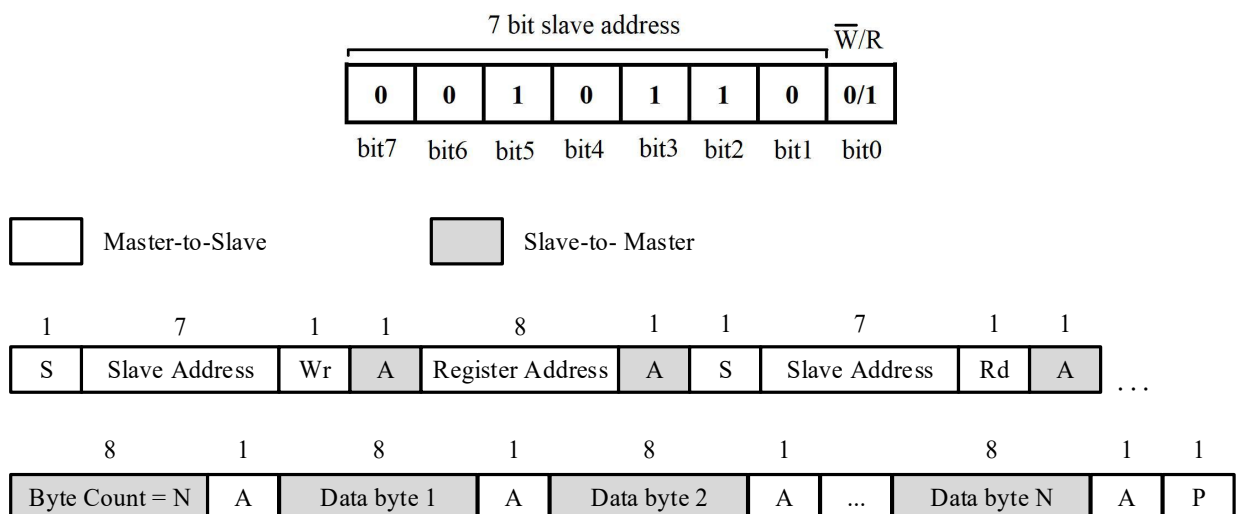 7 bit slave address W̅/R
0 0 1 0 1 1 0 0/1
bit7 bit6 bit5 bit4 bit3 bit2 bit1 bit0
Master-to-Slave Slave-to- Master
1 7 1 1 8 1 1 7 1 1
S Slave Address Wr A Register Address A S Slave Address Rd A ...
8 1 8 1 8 1 8 1 1
Byte Count = N A Data byte 1 A Data byte 2 A ... Data byte N A P